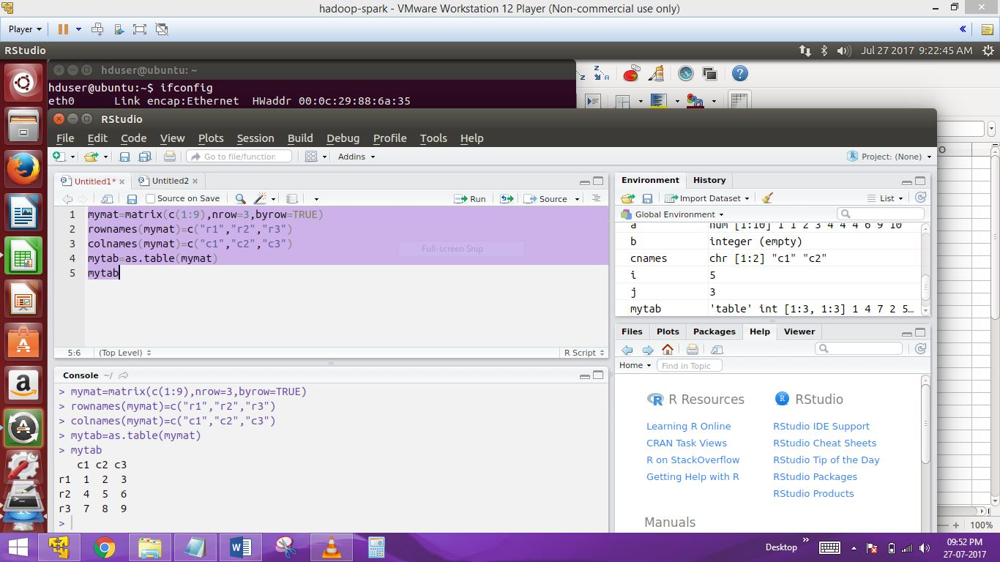 hadoop-spark - VMware Workstation 12 Player (Non-commercial use only)
Player
RStudio
Jul 27 2017 9:22:45 AM
hduser@ubuntu: ~
hduser@ubuntu:~$ ifconfig
eth0 Link encap:Ethernet HWaddr 00:0c:29:88:6a:35
RStudio
File Edit Code View Plots Session Build Debug Profile Tools Help
Go to file/function
Addins
Project: (None)
Untitled1*
Untitled2
Source on Save
Run
Source
1 mymat=matrix(c(1:9),nrow=3,byrow=TRUE)
2 rownames(mymat)=c("r1","r2","r3")
3 colnames(mymat)=c("c1","c2","c3")
4 mytab=as.table(mymat)
5 mytab
Full-screen Snip
5:6 (Top Level)
R Script
Console ~/
> mymat=matrix(c(1:9),nrow=3,byrow=TRUE)
> rownames(mymat)=c("r1","r2","r3")
> colnames(mymat)=c("c1","c2","c3")
> mytab=as.table(mymat)
> mytab
c1 c2 c3
r1 1 2 3
r2 4 5 6
r3 7 8 9
>
Environment History
Import Dataset
List
Global Environment
a num [1:10] 1 1 2 3 4 4 4 6 9 10
b integer (empty)
cnames chr [1:2] "c1" "c2"
i 5
j 3
mytab 'table' int [1:3, 1:3] 1 4 7 2 5…
Files Plots Packages Help Viewer
Home
Find in Topic
R Resources
Learning R Online
CRAN Task Views
R on StackOverflow
Getting Help with R
RStudio
RStudio IDE Support
RStudio Cheat Sheets
RStudio Tip of the Day
RStudio Packages
RStudio Products
Manuals
100%
Desktop
09:52 PM
27-07-2017